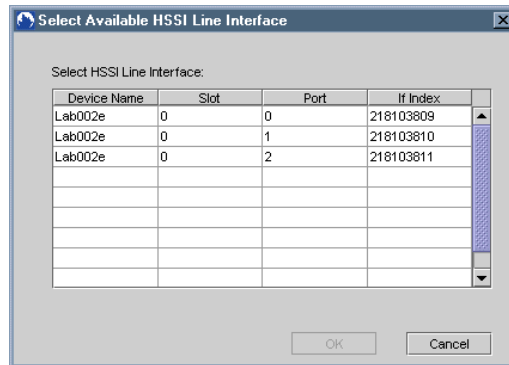 Select Available HSSI Line Interface
Select HSSI Line Interface:
Device Name Slot Port If Index
Lab002e 0 0 218103809
Lab002e 0 1 218103810
Lab002e 0 2 218103811
OK Cancel